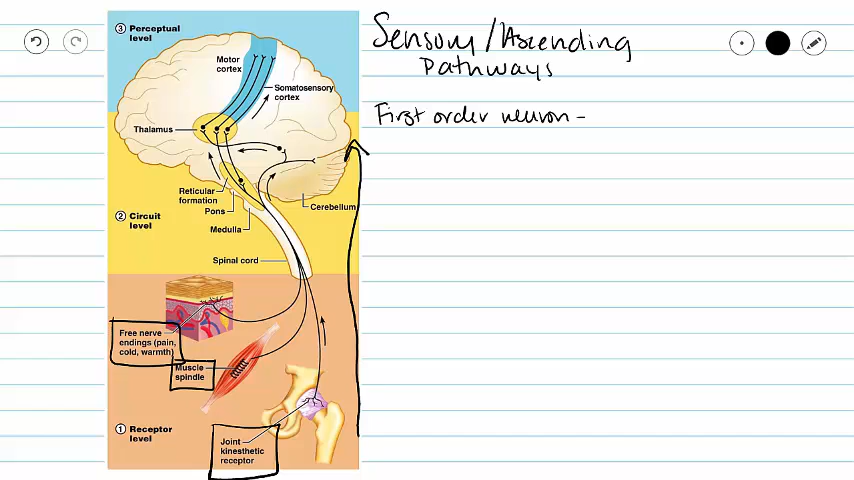 ③ Perceptual
level
Motor
cortex
Somatosensory
cortex
Thalamus
Reticular
formation
Pons
Medulla
Cerebellum
② Circuit
level
Spinal cord
Free nerve
endings (pain,
cold, warmth)
Muscle
spindle
① Receptor
level
Joint
kinesthetic
receptor
Sensory/Ascending
Pathways
First order neuron -